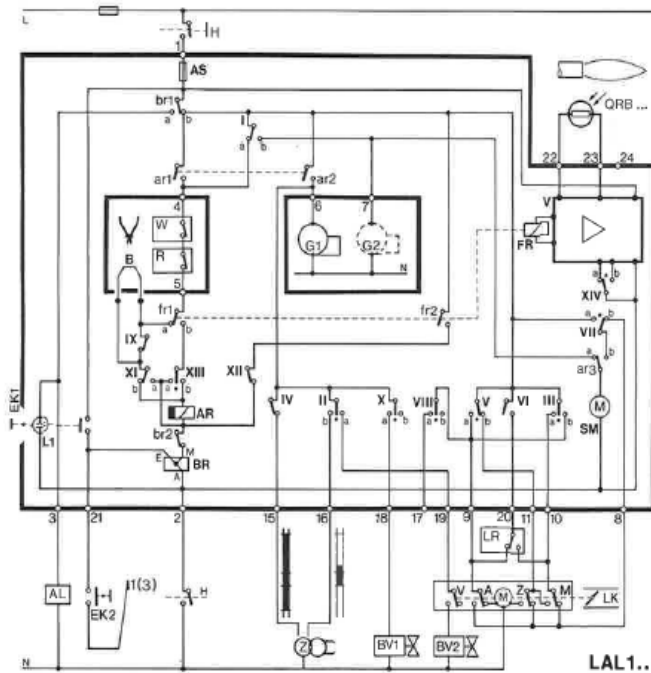 L
H
1
AS
br1
a b
I
a b
QRB ...
22 23 24
ar1
ar2
4
6 7
V
W
R
G1
G2
N
FR
B
5
a * b
XIV
fr1
a b
fr2
a * b
VII
IX
XI
XIII
XII
a b
ar3
b a a * b
IV
II
X
VIII
V
VI
III
a * b
a * b
a * b
a b
a * b
EK1
L1
AR
M
SM
br2
M
E
BR
A
3 21 2 15 16 18 17 19 9 20 11 10 8
LR
AL
1(3)
H
EK2
V A M Z M
LK
Z
BV1
BV2
N
LAL1..